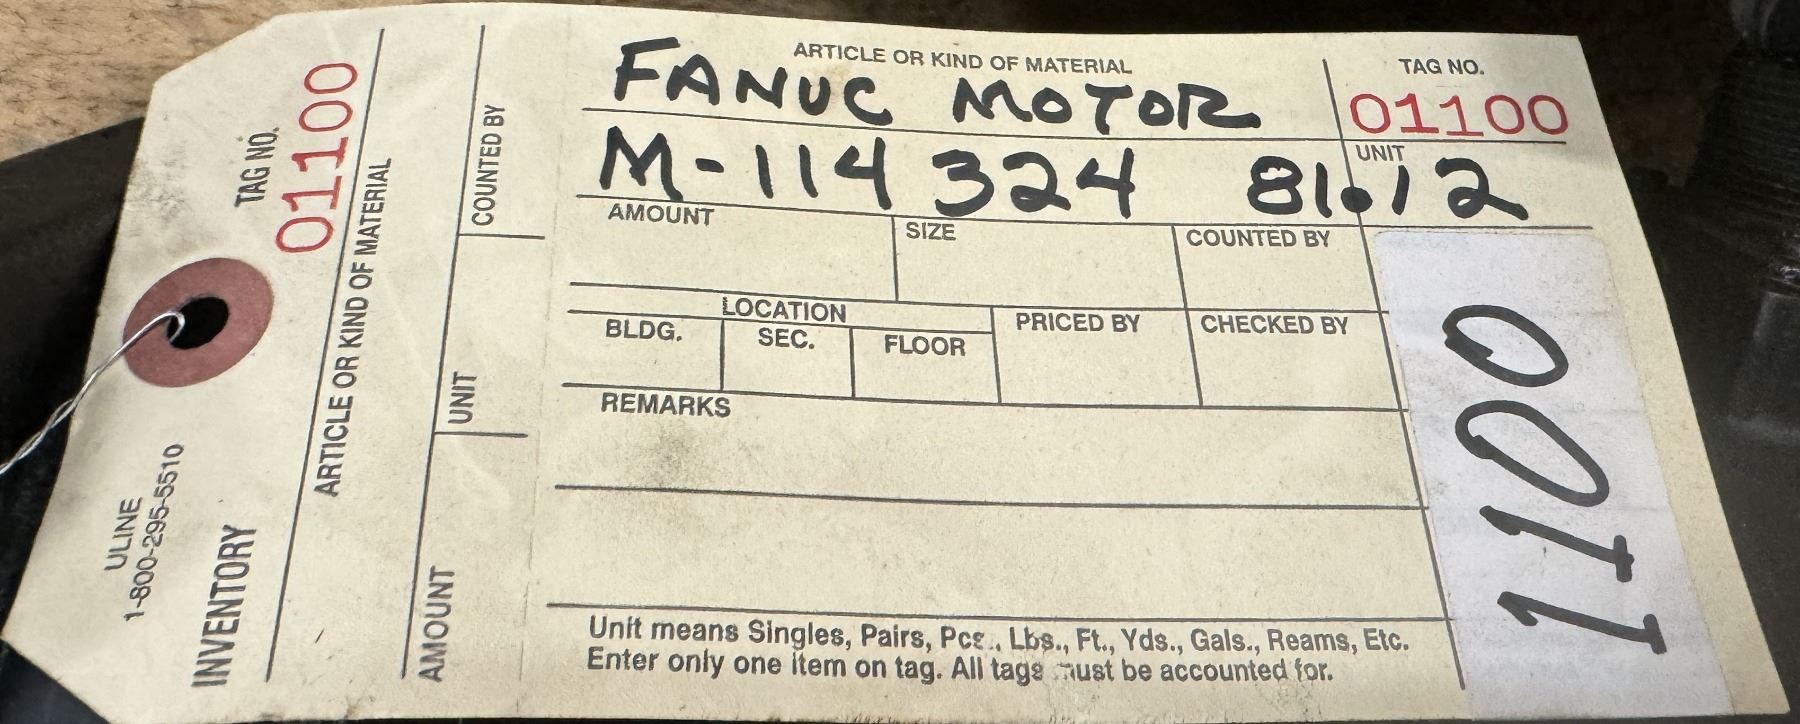 ARTICLE OR KIND OF MATERIAL
FANUC MOTOR
TAG NO.
01100
M-114 324 81.12
UNIT
AMOUNT
SIZE
COUNTED BY
LOCATION
BLDG.
SEC.
FLOOR
PRICED BY
CHECKED BY
REMARKS
Unit means Singles, Pairs, Pcs., Lbs., Ft., Yds., Gals., Reams, Etc.
Enter only one item on tag. All tags must be accounted for.
1100
ULINE
1-800-295-5510
INVENTORY
TAG NO.
01100
ARTICLE OR KIND OF MATERIAL
AMOUNT
UNIT
COUNTED BY